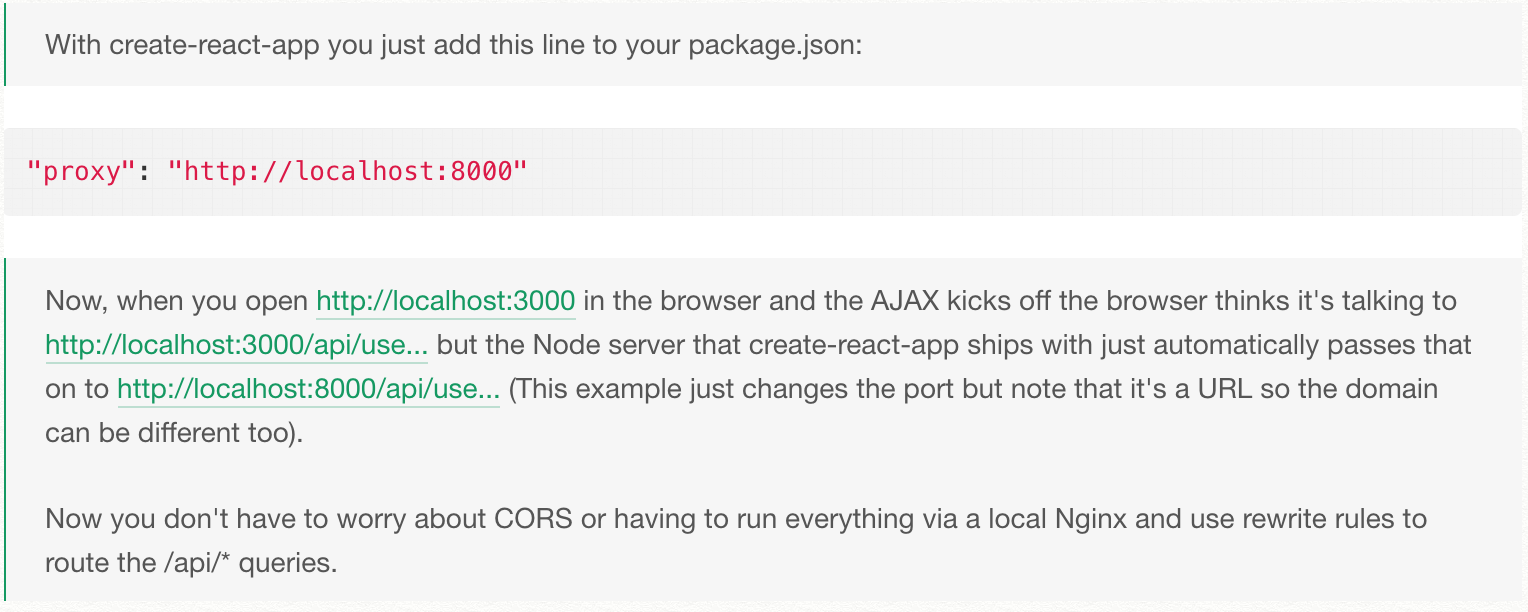 With create-react-app you just add this line to your package.json:
"proxy": "http://localhost:8000"
Now, when you open http://localhost:3000 in the browser and the AJAX kicks off the browser thinks it's talking to
http://localhost:3000/api/use... but the Node server that create-react-app ships with just automatically passes that
on to http://localhost:8000/api/use... (This example just changes the port but note that it's a URL so the domain
can be different too).
Now you don't have to worry about CORS or having to run everything via a local Nginx and use rewrite rules to
route the /api/* queries.